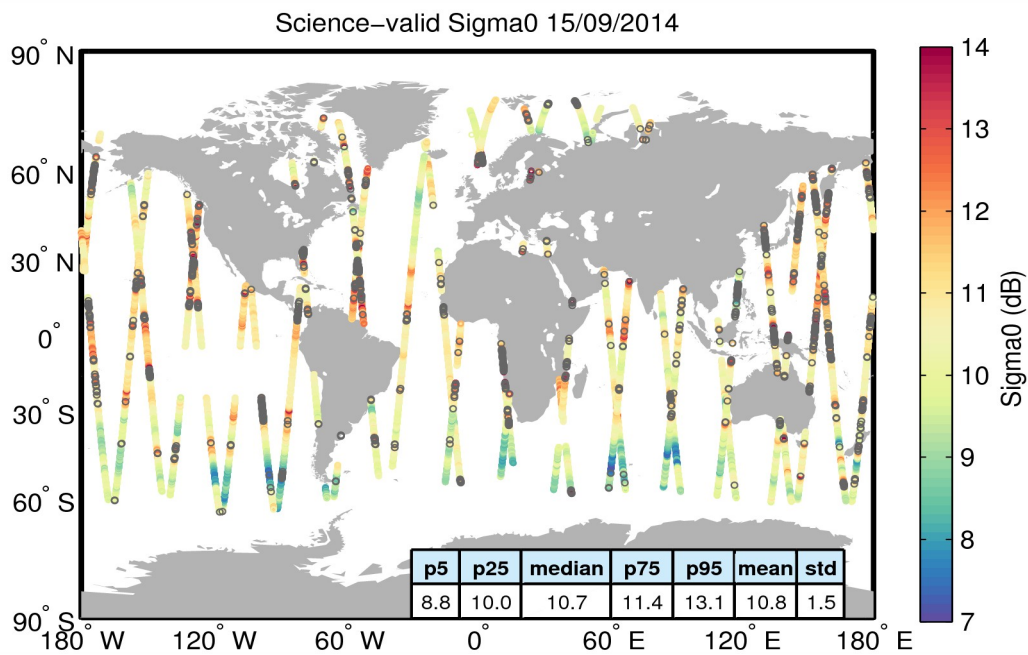 Science−valid Sigma0 15/09/2014
90° N
60° N
30° N
0°
30° S
60° S
90° S
180° W
120° W
60° W
0°
60° E
120° E
180° E
14
13
12
11
10
9
8
7
Sigma0 (dB)
p5 p25 median p75 p95 mean std
8.8 10.0 10.7 11.4 13.1 10.8 1.5